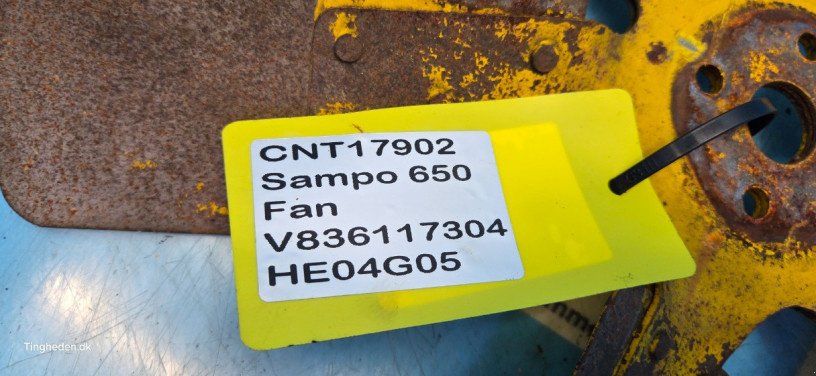 CNT17902
Sampo 650
Fan
V836117304
HE04G05
Tingheden.dk